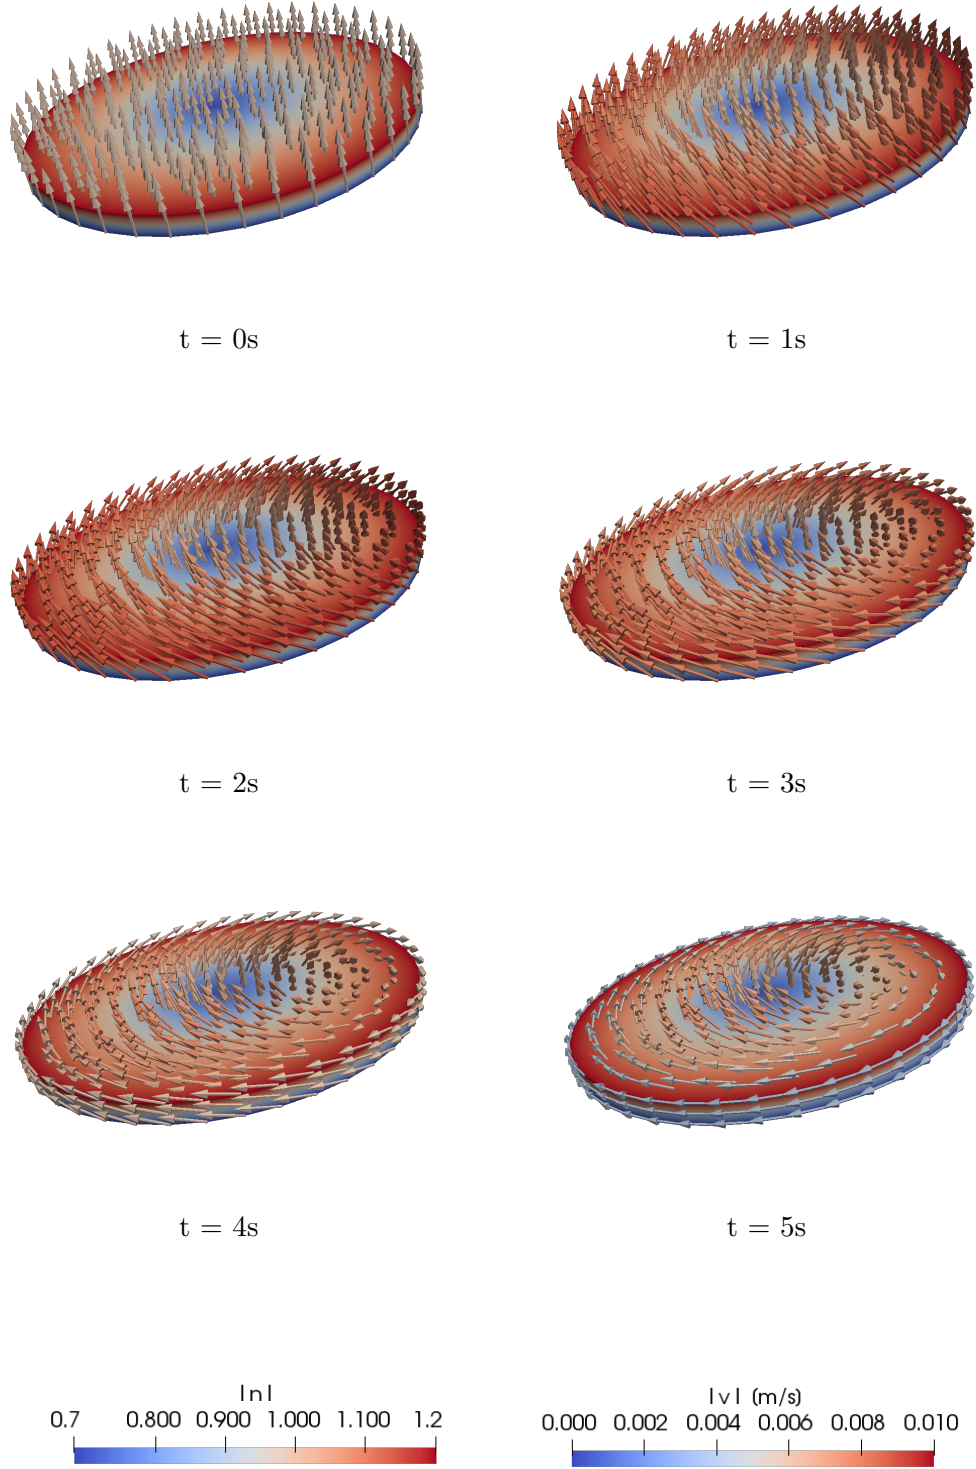 t = 0s
t = 1s
t = 2s
t = 3s
t = 4s
t = 5s
|n|
0.7 0.800 0.900 1.000 1.100 1.2
|v| (m/s)
0.000 0.002 0.004 0.006 0.008 0.010